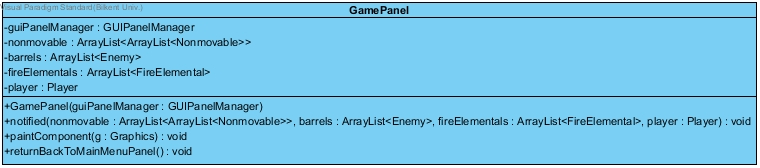 Visual Paradigm Standard(Bilkent Univ.)
GamePanel
-guiPanelManager : GUIPanelManager
-nonmovable : ArrayList<ArrayList<Nonmovable>>
-barrels : ArrayList<Enemy>
-fireElementals : ArrayList<FireElemental>
-player : Player
+GamePanel(guiPanelManager : GUIPanelManager)
+notified(nonmovable : ArrayList<ArrayList<Nonmovable>>, barrels : ArrayList<Enemy>, fireElementals : ArrayList<FireElemental>, player : Player) : void
+paintComponent(g : Graphics) : void
+returnBackToMainMenuPanel() : void